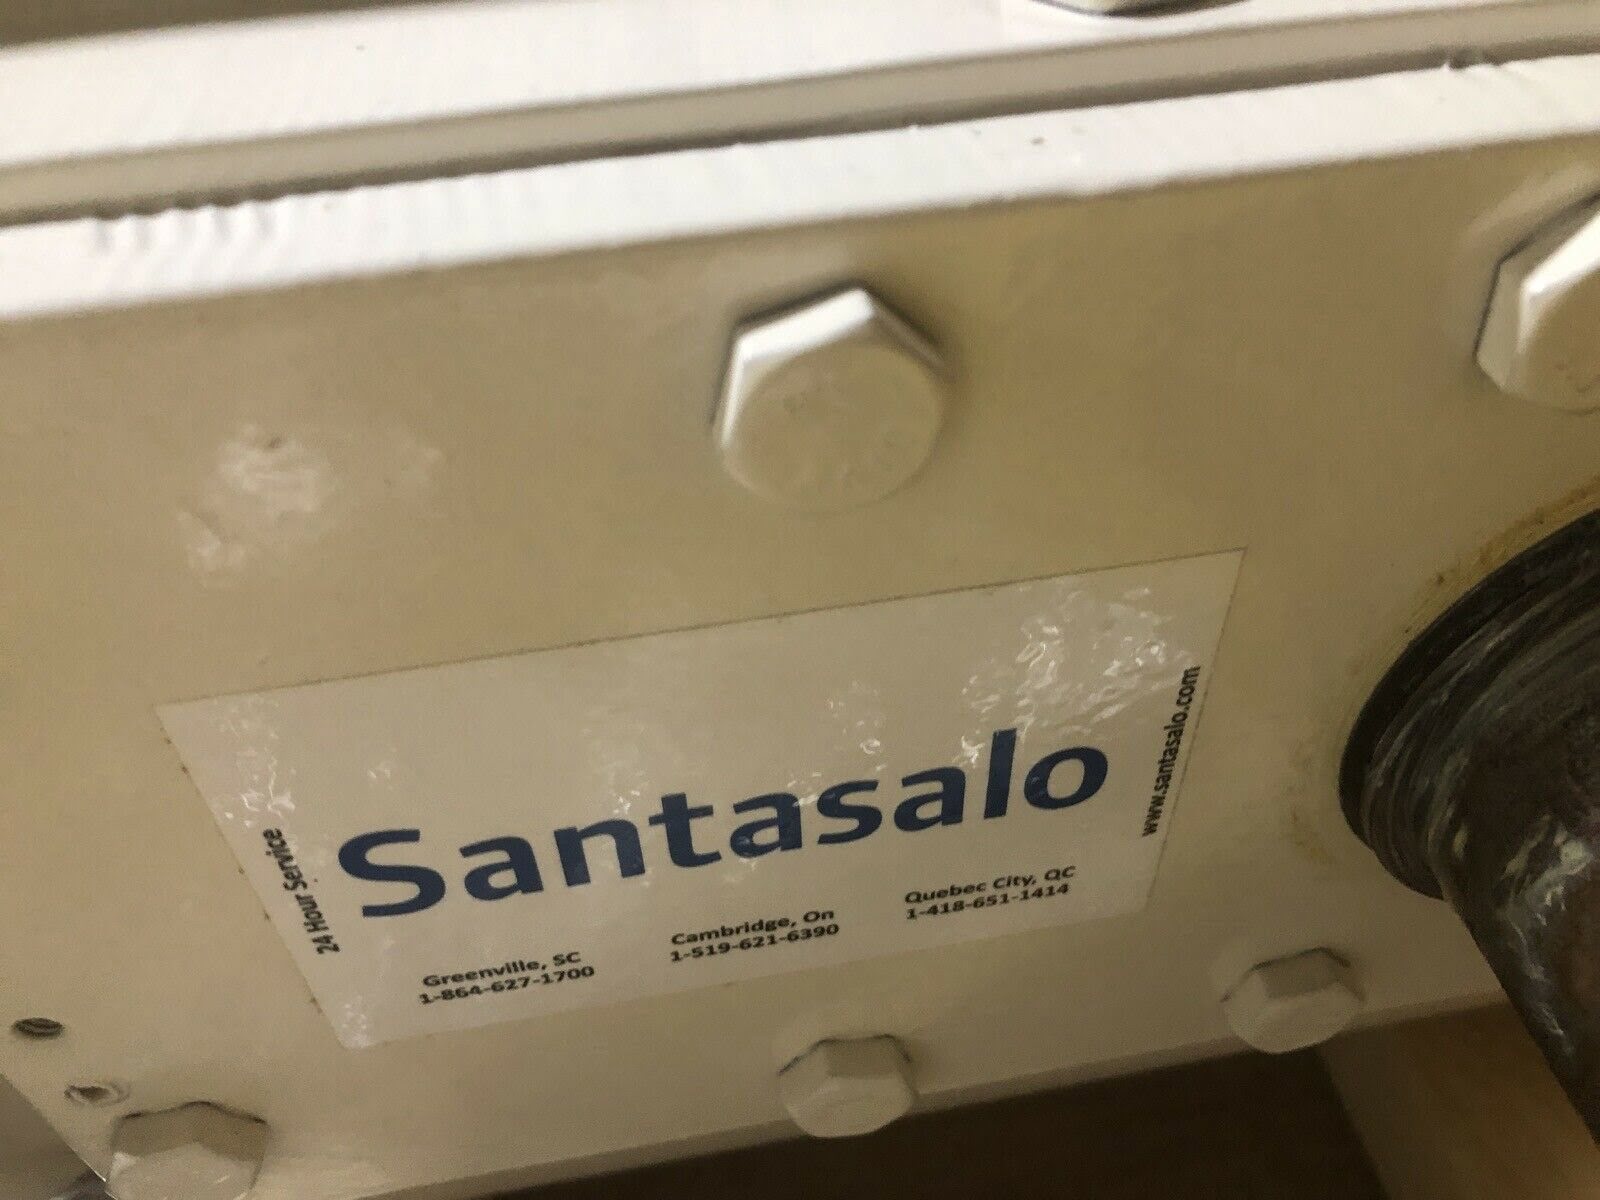 24 Hour Service
Santasalo
www.santasalo.com
Greenville, SC
1-864-627-1700
Cambridge, On
1-519-621-6390
Quebec City, QC
1-418-651-1414